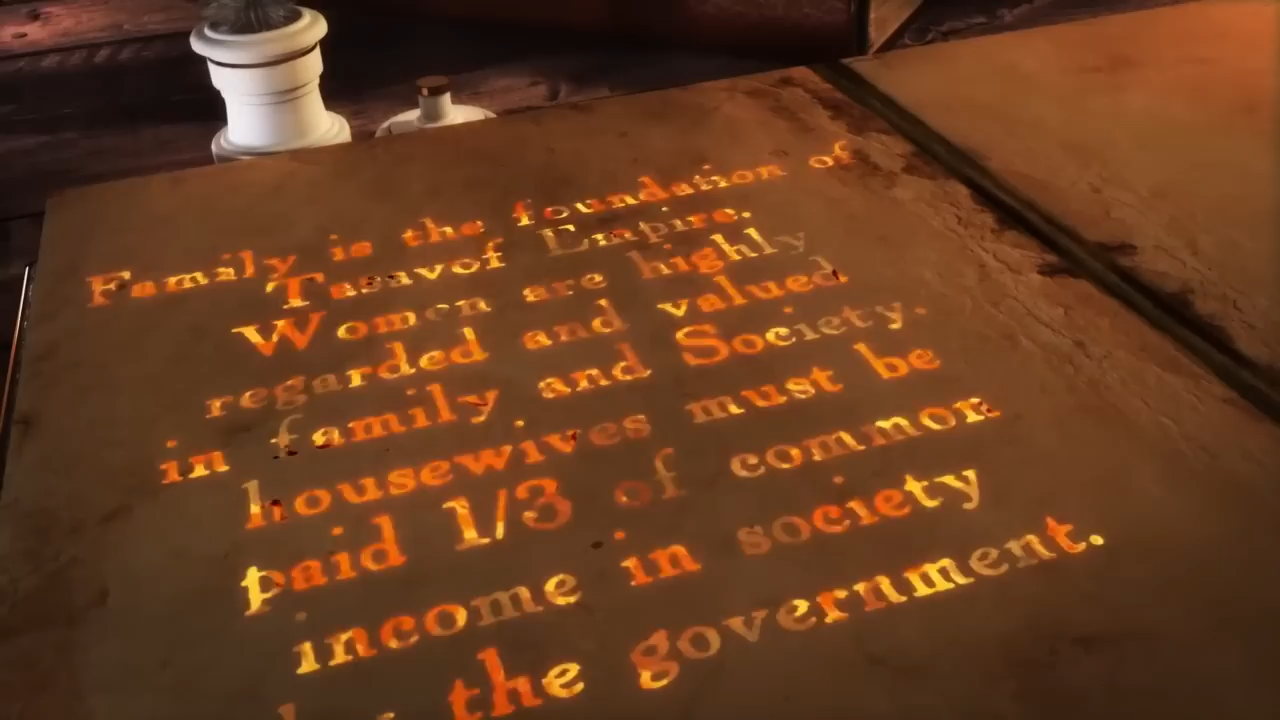 Family is the foundation of
Tasavof Empire.
Women are highly
regarded and valued
in family and Society.
housewives must be
paid 1/3 of common
income in society
the government.